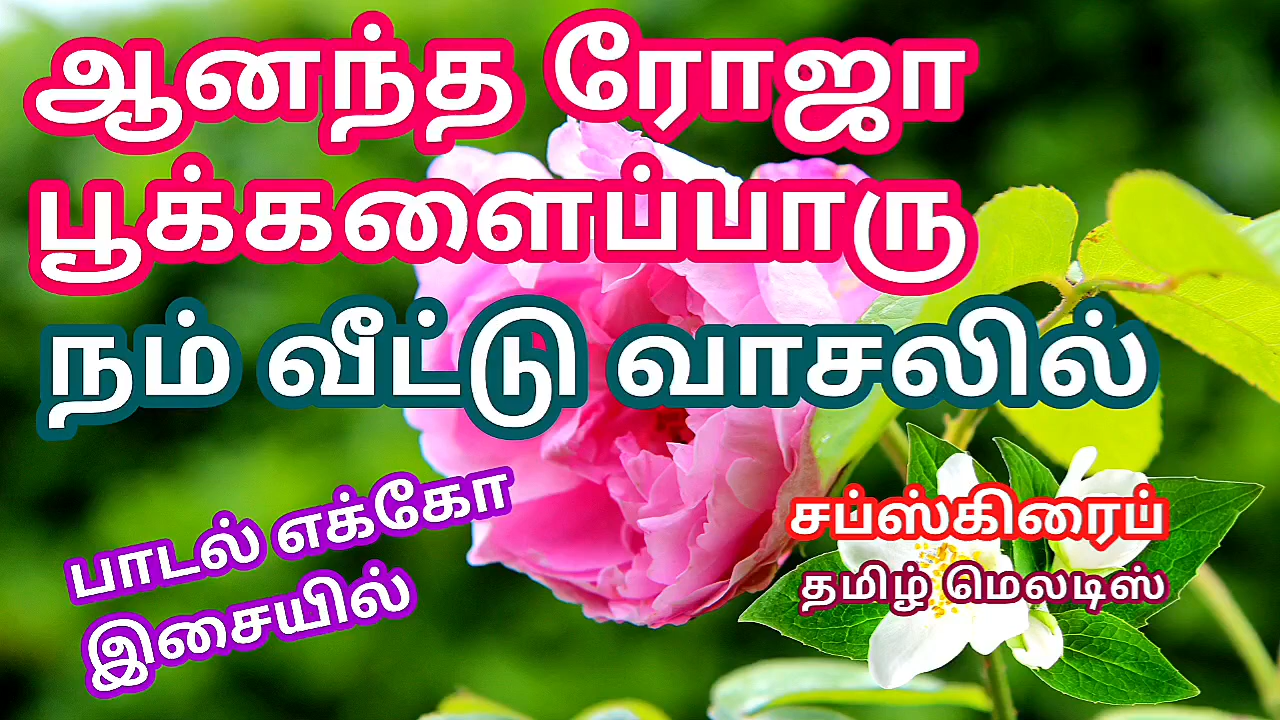 ஆனந்த ரோஜா
பூக்களைப்பாரு
நம் வீட்டு வாசலில்
பாடல் எக்கோ
இசையில்
சப்ஸ்கிரைப்
தமிழ் மெலடிஸ்